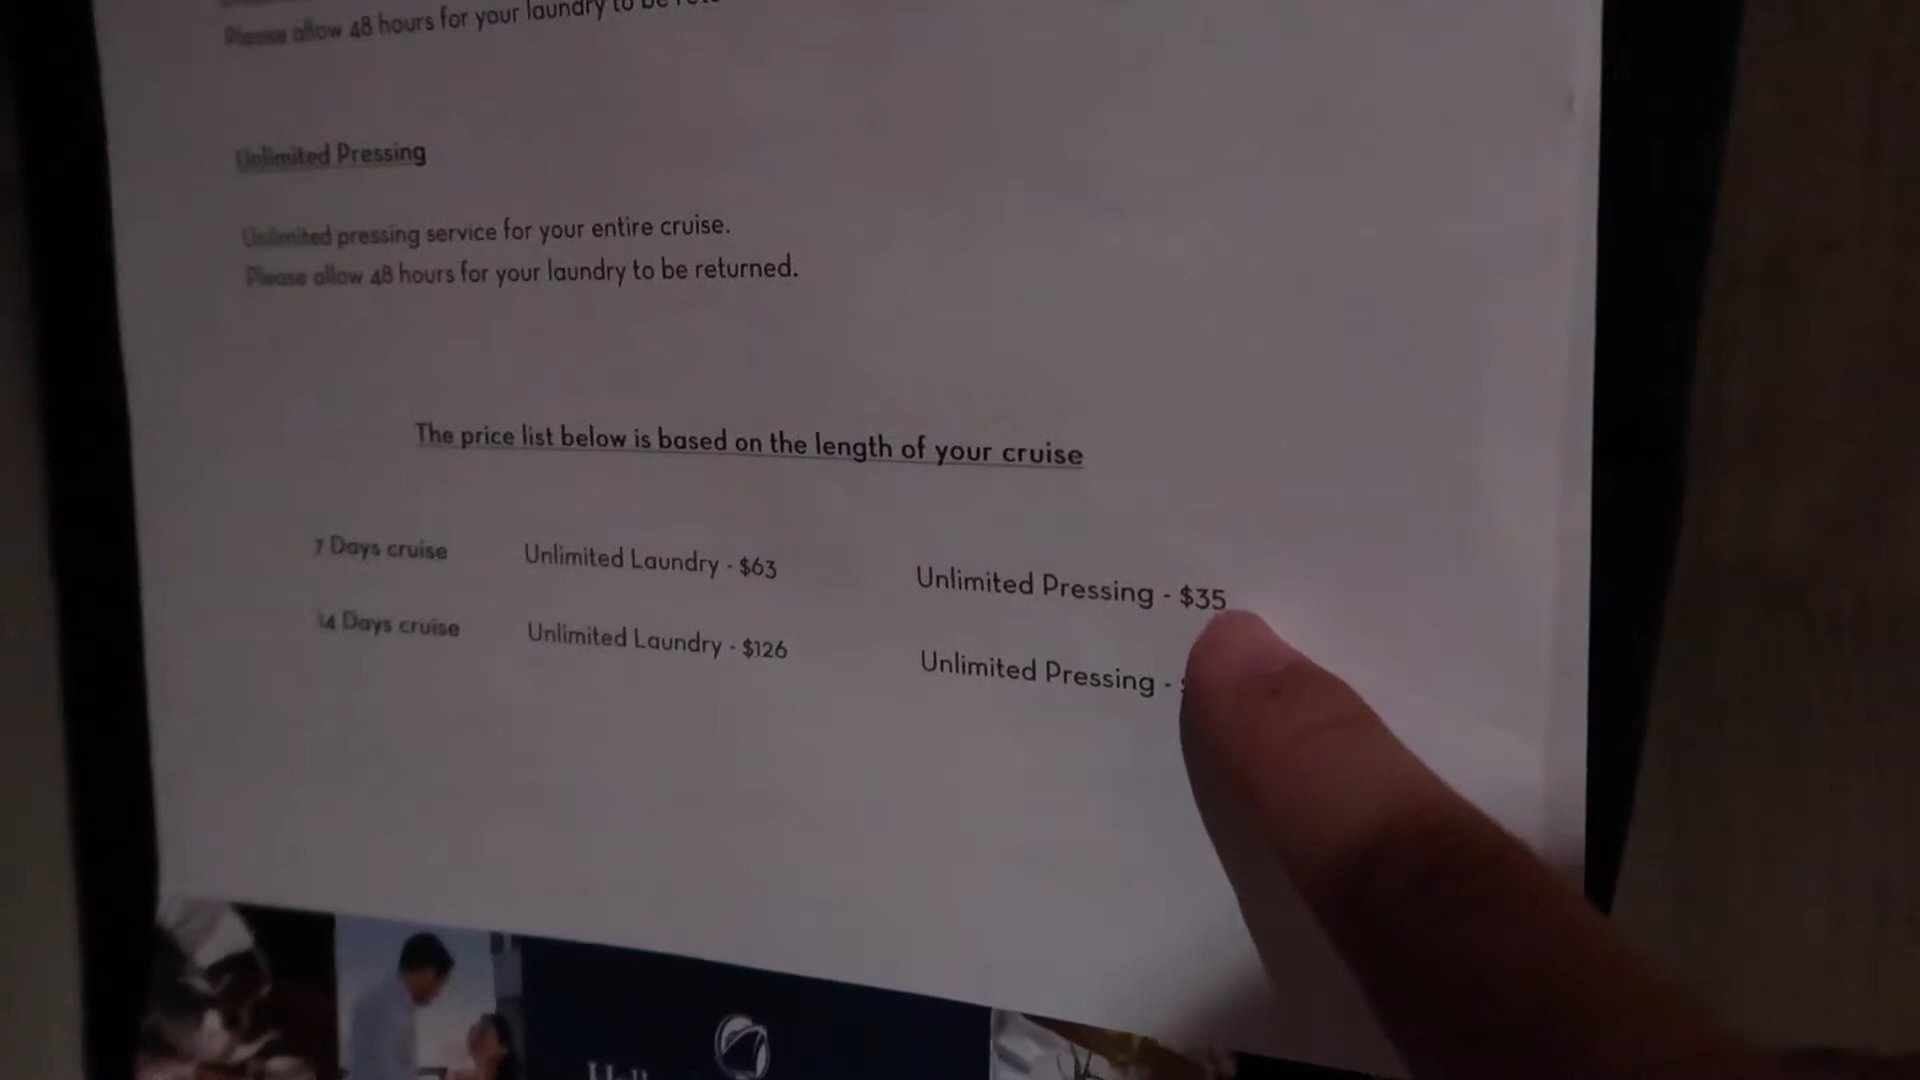 Please allow 48 hours for your laundry to be
Unlimited Pressing
Unlimited pressing service for your entire cruise.
Please allow 48 hours for your laundry to be returned.
The price list below is based on the length of your cruise
7 Days cruise Unlimited Laundry - $63 Unlimited Pressing - $35
14 Days cruise Unlimited Laundry - $126 Unlimited Pressing -